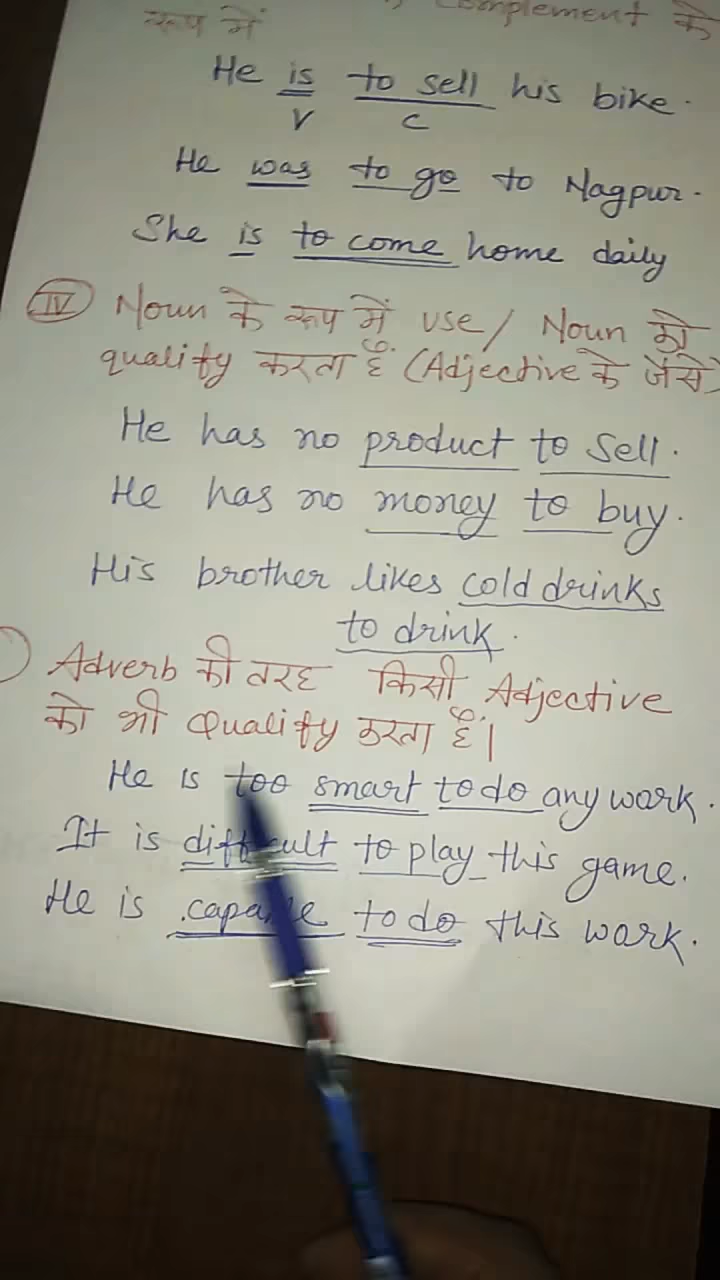 Complement के
रूप में
He is to sell his bike.
V C
He was to go to Nagpur.
She is to come home daily
IV Noun के रूप में use / Noun को
qualify करता है (Adjective के जैसे)
He has no product to sell.
He has no money to buy.
His brother likes cold drinks
to drink.
Adverb की तरह किसी Adjective
को भी Qualify करता है।
He is too smart to do any work.
It is difficult to play this game.
He is capable to do this work.